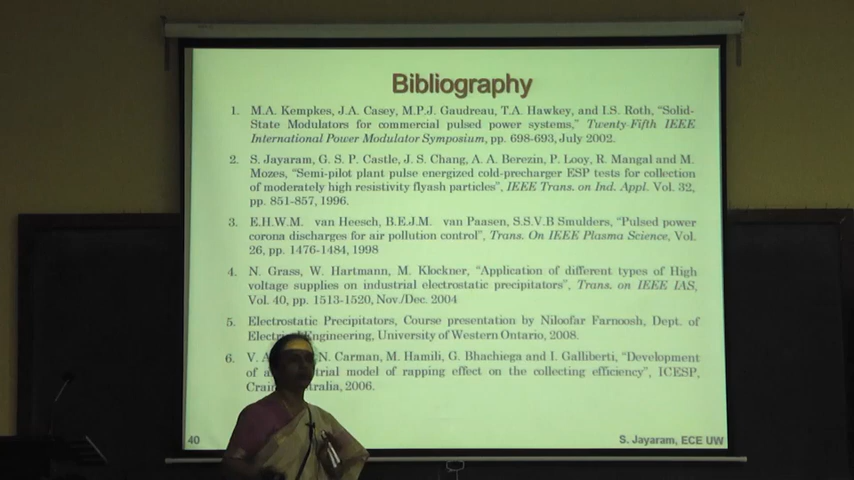 Bibliography
1. M.A. Kempkes, J.A. Casey, M.P.J. Gaudreau, T.A. Hawkey, and I.S. Roth, “Solid-
State Modulators for commercial pulsed power systems,” Twenty-Fifth IEEE
International Power Modulator Symposium, pp. 698-693, July 2002.
2. S. Jayaram, G. S. P. Castle, J. S. Chang, A. A. Berezin, P. Looy, R. Mangal and M.
Mozes, “Semi-pilot plant pulse energized cold-precharger ESP tests for collection
of moderately high resistivity flyash particles”, IEEE Trans. on Ind. Appl. Vol. 32,
pp. 851-857, 1996.
3. E.H.W.M. van Heesch, B.E.J.M. van Paasen, S.S.V.B Smulders, “Pulsed power
corona discharges for air pollution control”, Trans. On IEEE Plasma Science, Vol.
26, pp. 1476-1484, 1998
4. N. Grass, W. Hartmann, M. Klockner, “Application of different types of High
voltage supplies on industrial electrostatic precipitators”, Trans. on IEEE IAS,
Vol. 40, pp. 1513-1520, Nov./Dec. 2004
5. Electrostatic Precipitators, Course presentation by Niloofar Farnoosh, Dept. of
Electrical Engineering, University of Western Ontario, 2008.
6. V. N. Carman, M. Hamili, G. Bhachiega and I. Galliberti, “Development
of model of rapping effect on the collecting efficiency”, ICESP,
2006.
40 S. Jayaram, ECE UW